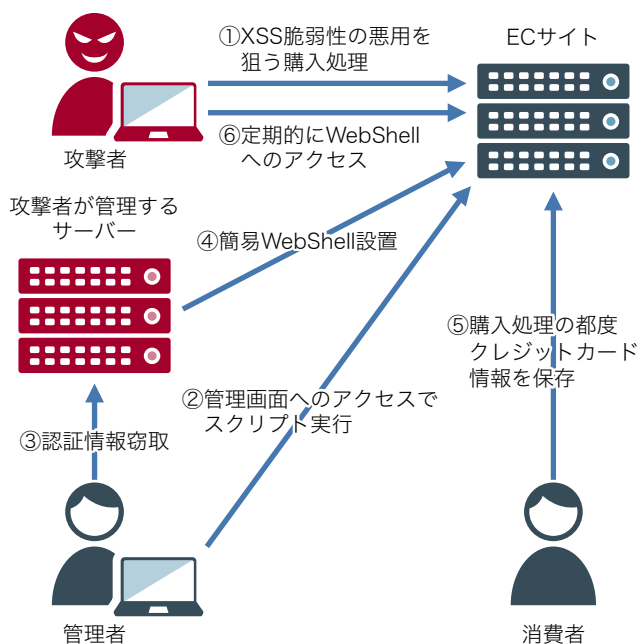 ①XSS脆弱性の悪用を
狙う購入処理
ECサイト
攻撃者
⑥定期的にWebShell
へのアクセス
攻撃者が管理する
サーバー
④簡易WebShell設置
⑤購入処理の都度
クレジットカード
情報を保存
②管理画面へのアクセスで
スクリプト実行
③認証情報窃取
管理者
消費者